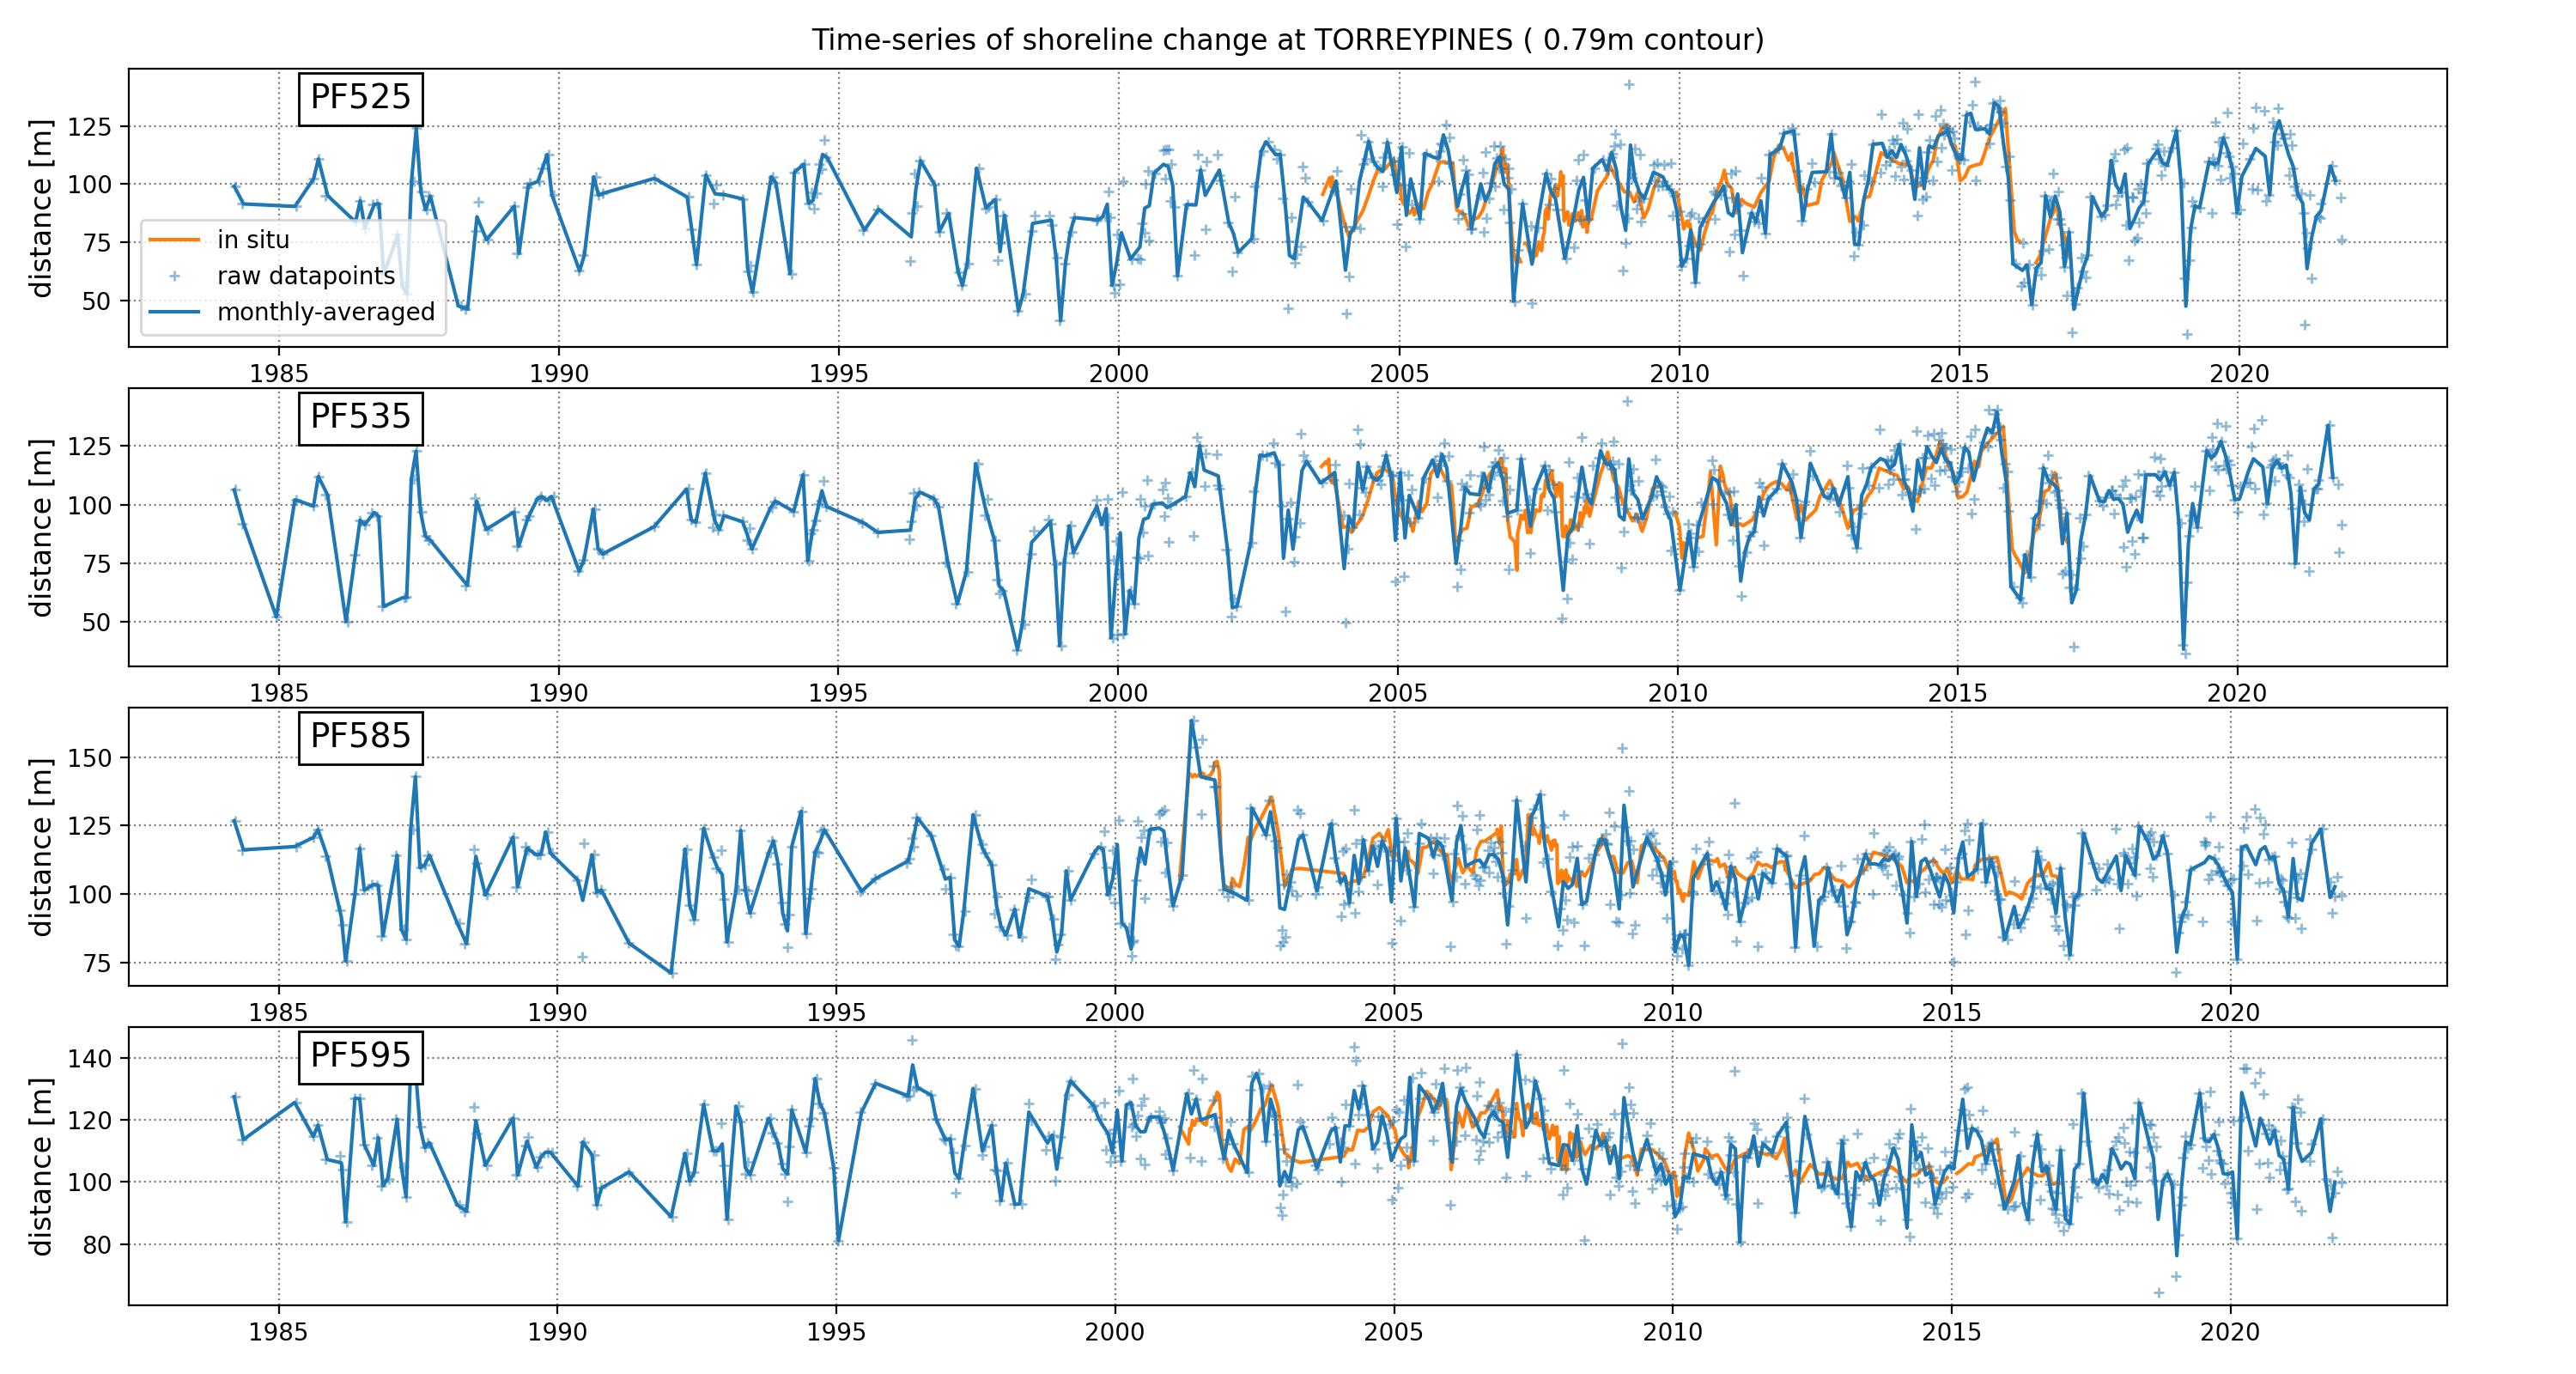 Time-series of shoreline change at TORREYPINES ( 0.79m contour)
PF525
distance [m]
125
100
75
50
in situ
raw datapoints
monthly-averaged
1985 1990 1995 2000 2005 2010 2015 2020
PF535
distance [m]
125
100
75
50
1985 1990 1995 2000 2005 2010 2015 2020
PF585
distance [m]
150
125
100
75
1985 1990 1995 2000 2005 2010 2015 2020
PF595
distance [m]
140
120
100
80
1985 1990 1995 2000 2005 2010 2015 2020